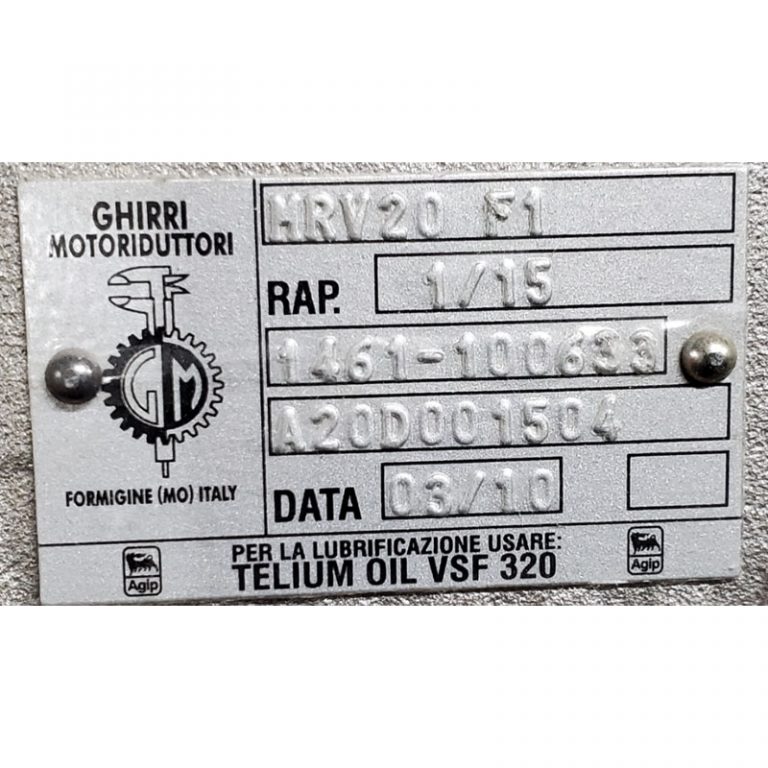 GHIRRI
MOTORIDUTTORI
GM
FORMIGINE (MO) ITALY
MRV20 F1
RAP. 1/15
1461-100633
A20D001504
DATA 03/10
Agip
PER LA LUBRIFICAZIONE USARE:
TELIUM OIL VSF 320
Agip